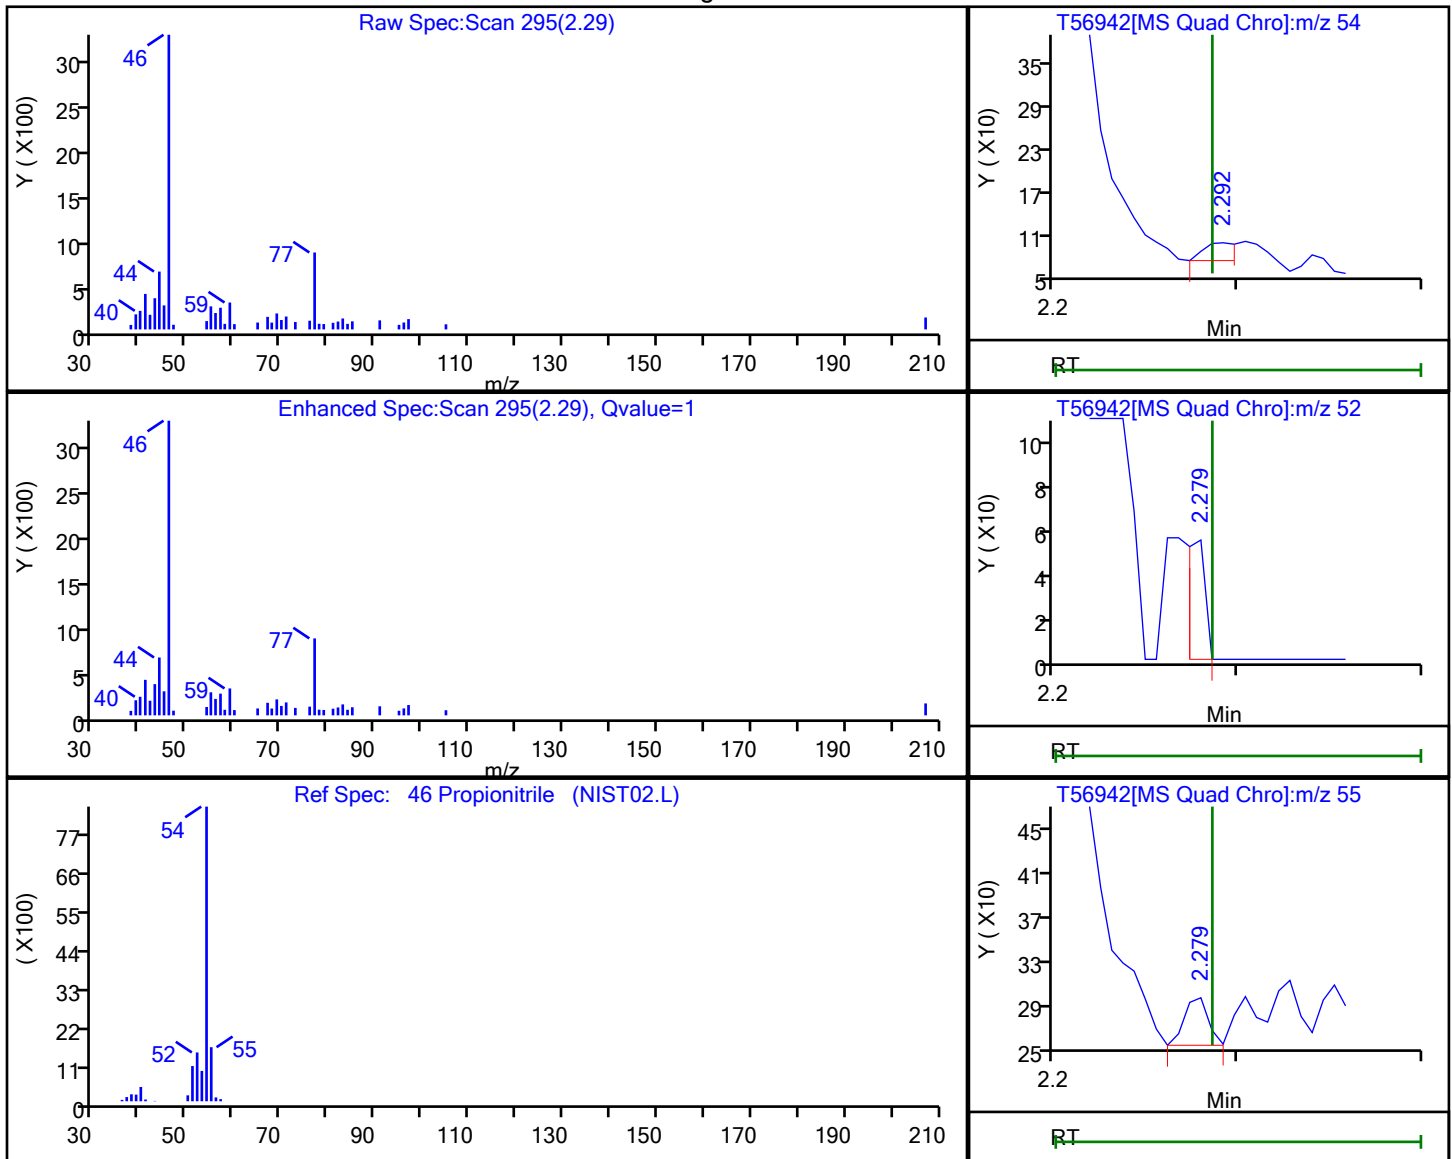 Raw Spec:Scan 295(2.29)
Y ( X100)
30
25
20
15
10
5
0
46
44
40
59
77
30 50 70 90 110 130 150 170 190 210
m/z
T56942[MS Quad Chro]:m/z 54
Y ( X10)
35
29
23
17
11
5
2.292
2.2
Min
RT
Enhanced Spec:Scan 295(2.29), Qvalue=1
Y ( X100)
30
25
20
15
10
5
0
46
44
40
59
77
30 50 70 90 110 130 150 170 190 210
m/z
T56942[MS Quad Chro]:m/z 52
Y ( X10)
10
8
6
4
2
0
2.279
2.2
Min
RT
Ref Spec: 46 Propionitrile (NIST02.L)
( X100)
77
66
55
44
33
22
11
0
54
52
55
30 50 70 90 110 130 150 170 190 210
T56942[MS Quad Chro]:m/z 55
Y ( X10)
45
41
37
33
29
25
2.279
2.2
Min
RT